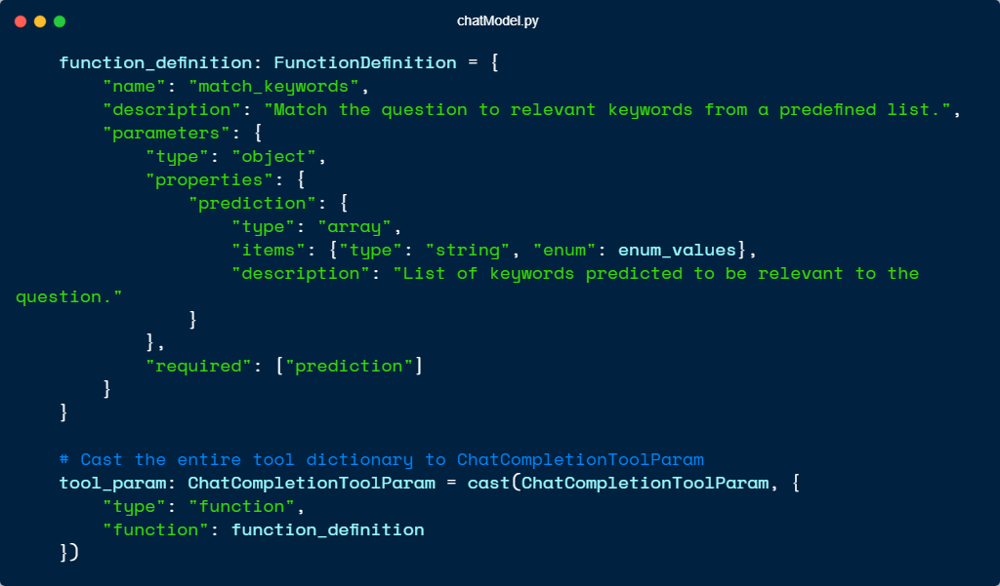 chatModel.py
function_definition: FunctionDefinition = {
"name": "match_keywords",
"description": "Match the question to relevant keywords from a predefined list.",
"parameters": {
"type": "object",
"properties": {
"prediction": {
"type": "array",
"items": {"type": "string", "enum": enum_values},
"description": "List of keywords predicted to be relevant to the
question."
}
},
"required": ["prediction"]
}
}
# Cast the entire tool dictionary to ChatCompletionToolParam
tool_param: ChatCompletionToolParam = cast(ChatCompletionToolParam, {
"type": "function",
"function": function_definition
})